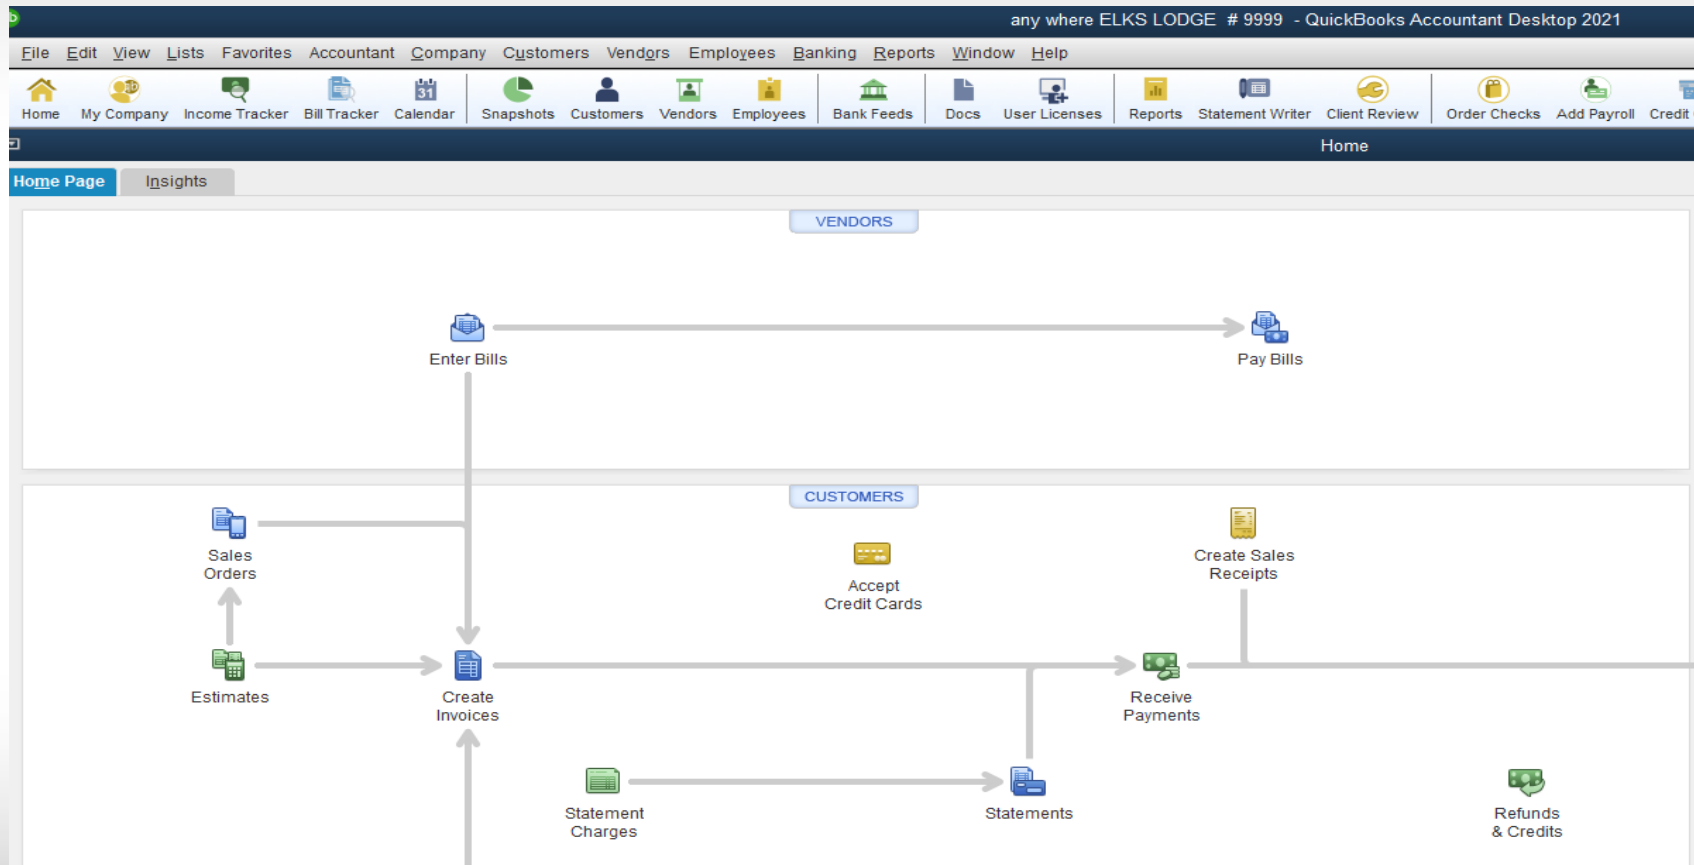 any where ELKS LODGE # 9999 - QuickBooks Accountant Desktop 2021
File Edit View Lists Favorites Accountant Company Customers Vendors Employees Banking Reports Window Help
31
Home My Company Income Tracker Bill Tracker Calendar Snapshots Customers Vendors Employees Bank Feeds Docs User Licenses Reports Statement Writer Client Review Order Checks Add Payroll Credit
Home
Home Page Insights
VENDORS
Enter Bills Pay Bills
CUSTOMERS
Sales
Orders
Accept
Credit Cards
Create Sales
Receipts
Estimates
Create
Invoices
Receive
Payments
Statement
Charges
Statements
Refunds
& Credits